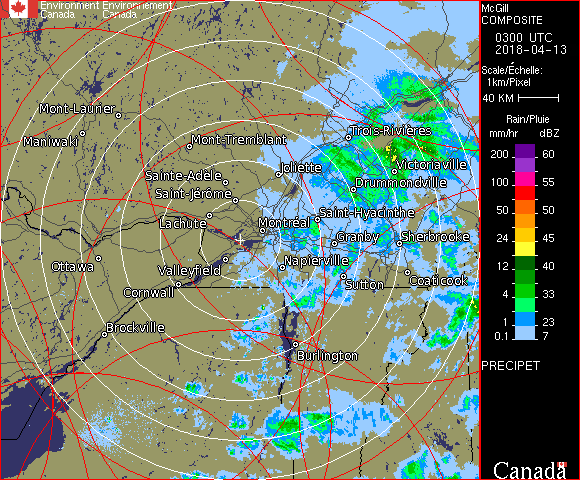 Environment Environnement
Canada Canada
McGill
COMPOSITE
0300 UTC
2018-04-13
Scale/Échelle:
1km/Pixel
40 KM
Rain/Pluie
mm/hr dBZ
200 60
100 55
50 50
50 45
24 31
12 40
4 33
1 23
0.1 7
PRECIPET
Canada
Mont-Laurier
Maniwaki
Mont-Tremblant
Trois-Rivières
Victoriaville
Joliette
Sainte-Adèle
Drummondville
Saint-Jérôme
Saint-Hyacinthe
Lachute
Montréal
Granby
Sherbrooke
Ottawa
Valleyfield
Napierville
Sutton
Coaticook
Cornwall
Brockville
Burlington